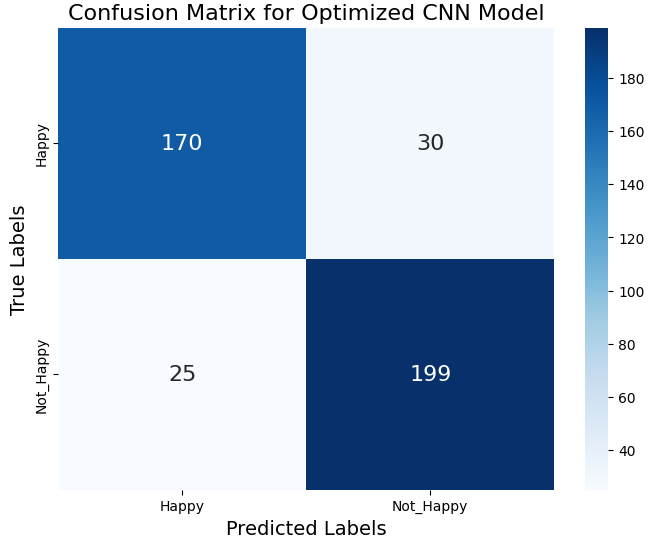 Confusion Matrix for Optimized CNN Model
True Labels
Happy
170
30
Not_Happy
25
199
Happy
Not_Happy
Predicted Labels
180
160
140
120
100
80
60
40